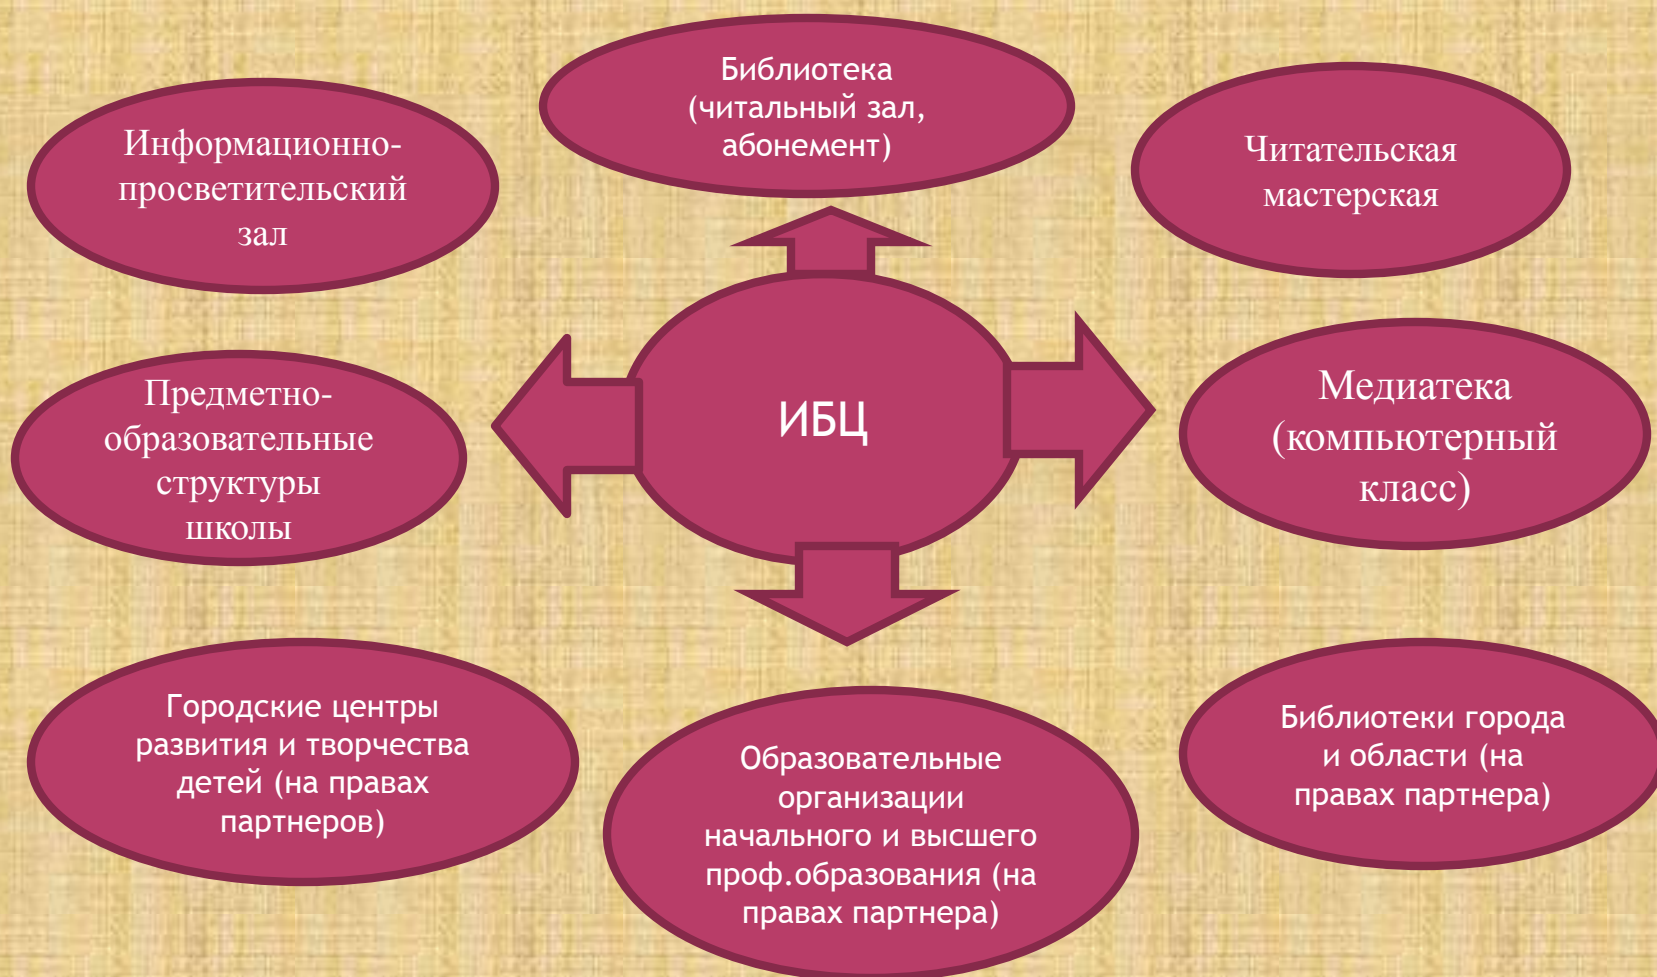 Библиотека
(читальный зал,
абонемент)
Информационно-
просветительский
зал
Читательская
мастерская
Предметно-
образовательные
структуры
школы
ИБЦ
Медиатека
(компьютерный
класс)
Городские центры
развития и творчества
детей (на правах
партнеров)
Образовательные
организации
начального и высшего
проф.образования (на
правах партнера)
Библиотеки города
и области (на
правах партнера)